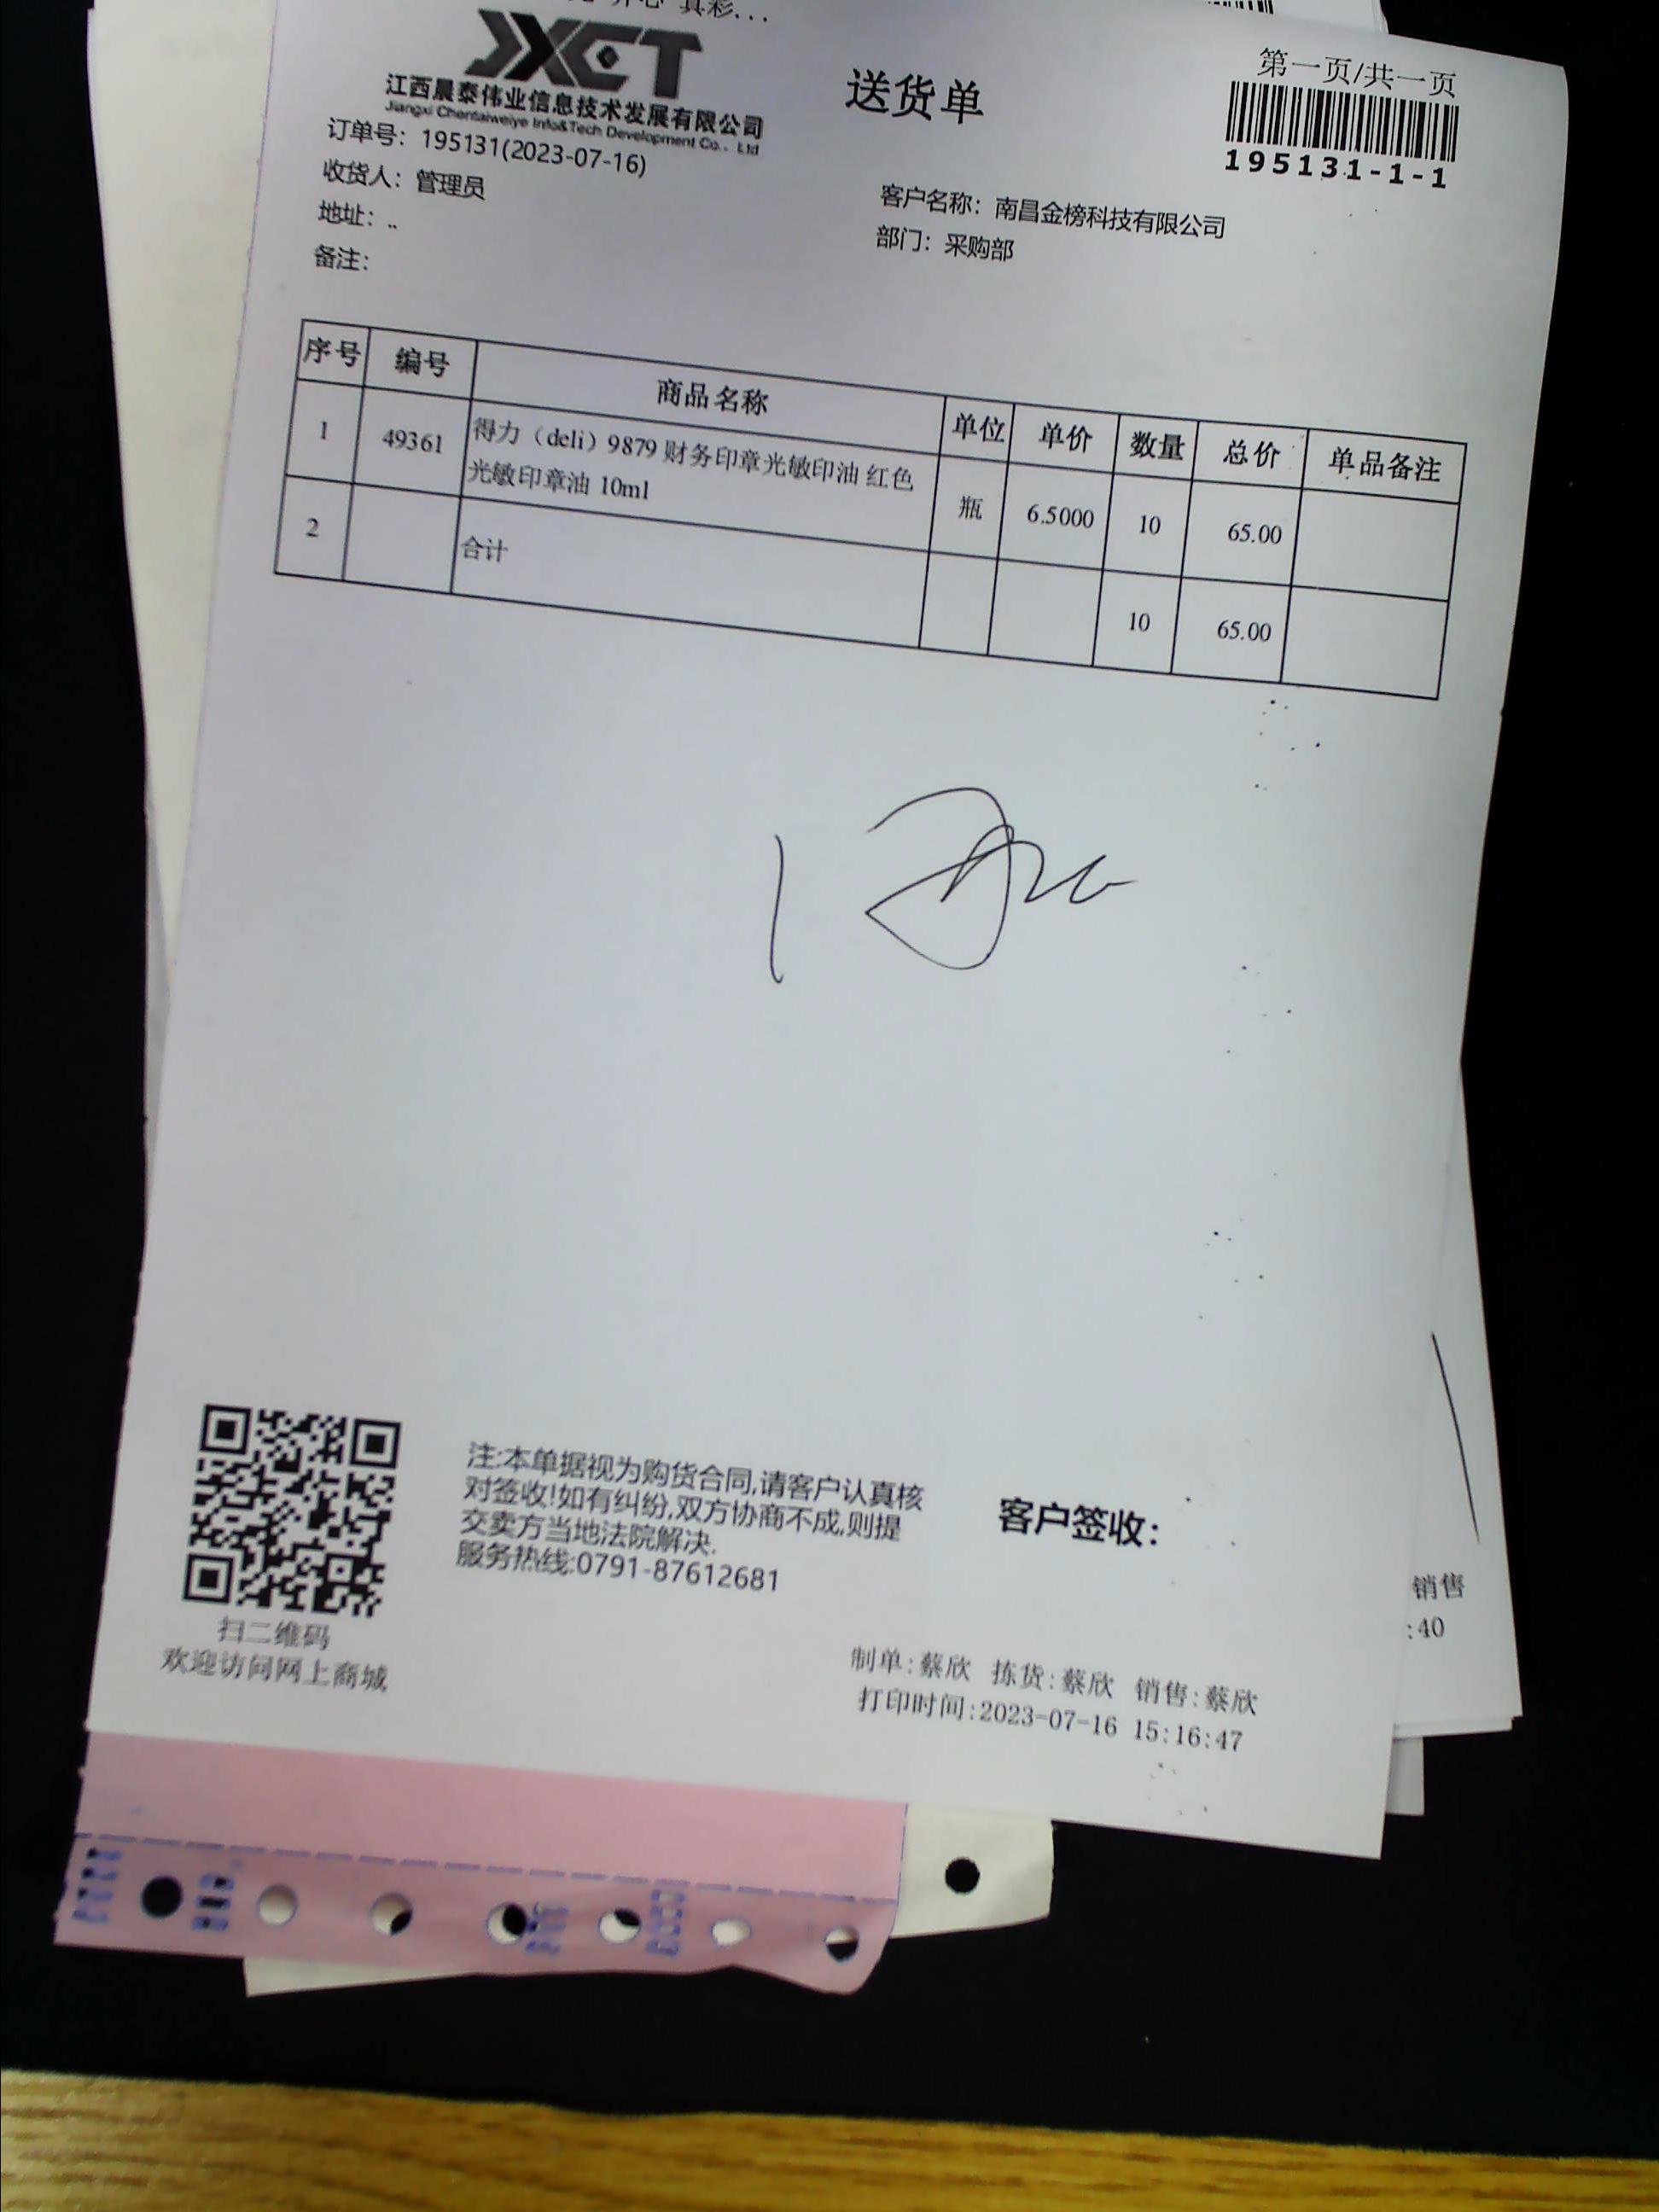 第一页/共一页
JXCT
江西晨泰伟业信息技术发展有限公司
Jiangxi Chentaiweiye Info&Tech Development Co., Ltd
送货单
195131-1-1
订单号：195131(2023-07-16)
收货人：管理员
客户名称：南昌金榜科技有限公司
地址：..
部门：采购部
备注：
序号 编号 商品名称 单位 单价 数量 总价 单品备注
1 49361 得力（deli）9879 财务印章光敏印油 红色
光敏印章油 10ml 瓶 6.5000 10 65.00
2 合计 10 65.00
注:本单据视为购货合同,请客户认真核
对签收!如有纠纷,双方协商不成,则提
交卖方当地法院解决.
服务热线:0791-87612681
客户签收：
扫二维码
欢迎访问网上商城
制单:蔡欣 拣货:蔡欣 销售:蔡欣
打印时间:2023-07-16 15:16:47
销售
:40